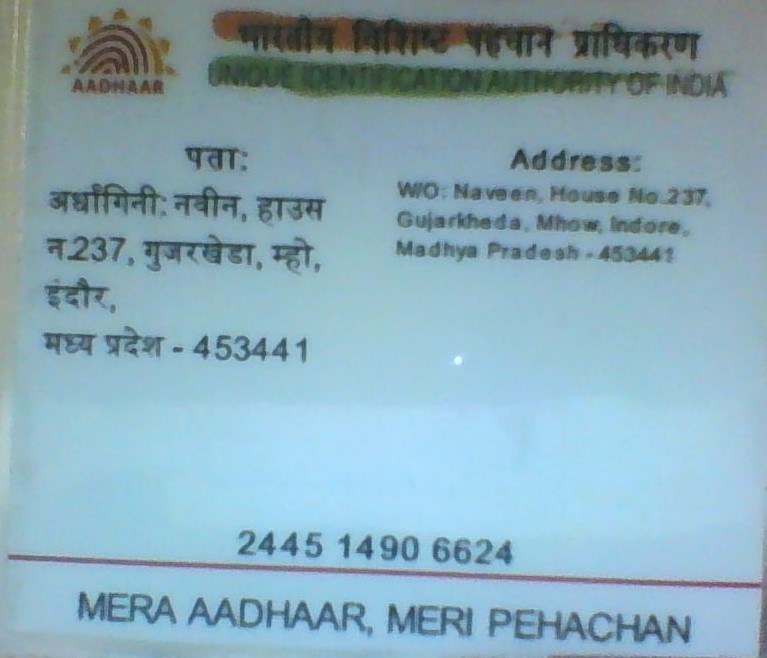 भारतीय विशिष्ट पहचान प्राधिकरण
UNIQUE IDENTIFICATION AUTHORITY OF INDIA
AADHAAR
पता:
अर्धांगिनी: नवीन, हाउस
न.237, गुजरखेडा, म्हो,
इंदौर,
मध्य प्रदेश - 453441
Address:
W/O: Naveen, House No.237,
Gujarkheda, Mhow, Indore,
Madhya Pradesh - 453441
2445 1490 6624
MERA AADHAAR, MERI PEHACHAN